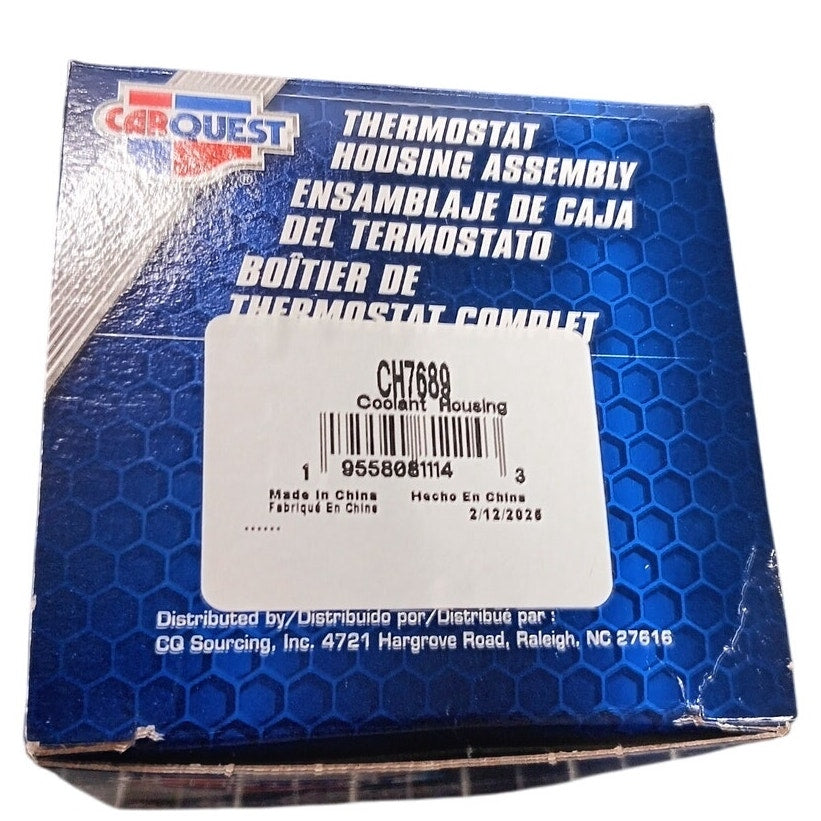 CARQUEST
®
THERMOSTAT
HOUSING ASSEMBLY
ENSAMBLAJE DE CAJA
DEL TERMOSTATO
BOÎTIER DE
THERMOSTAT COMPLET
CH7689
Coolant Housing
1 9558081114 3
Made In China Hecho En China
Fabriqué En Chine
2/12/2025
......
Distributed by/Distribuido por/Distribué par :
CQ Sourcing, Inc. 4721 Hargrove Road, Raleigh, NC 27616